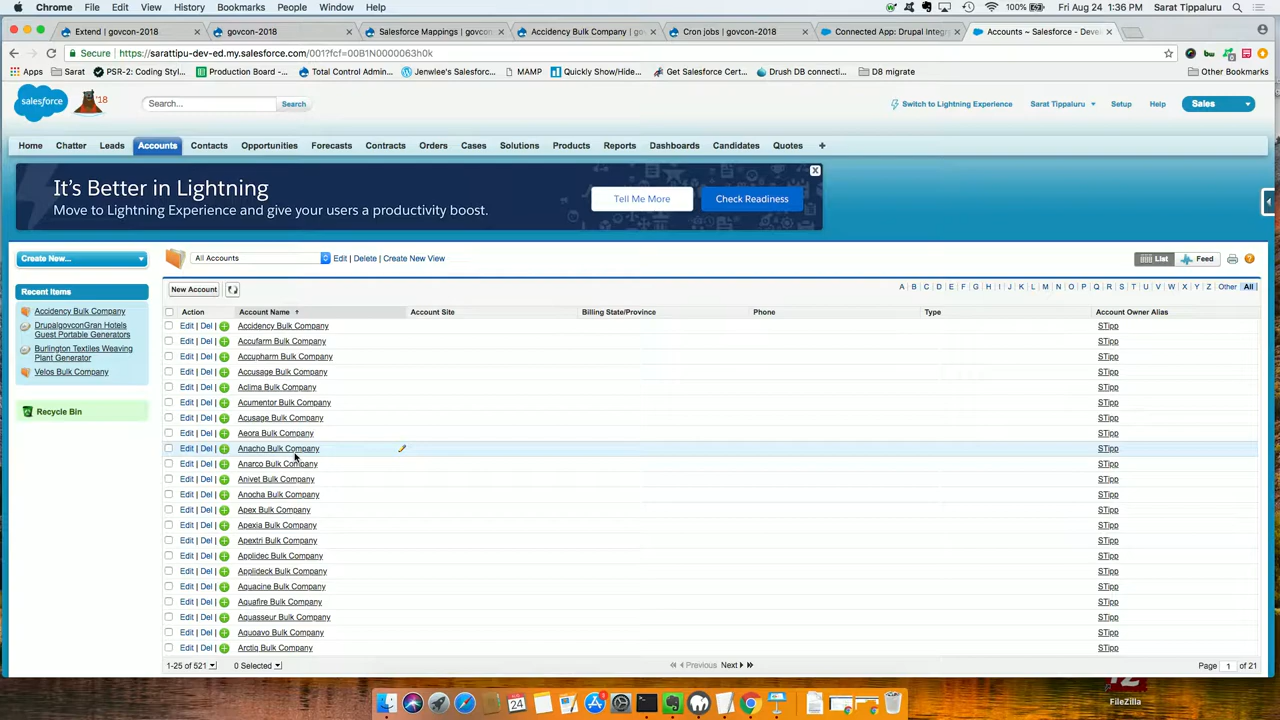 Chrome File Edit View History Bookmarks People Window Help 100% Fri Aug 24 1:36 PM Sarat Tippaluru
Extend | govcon-2018 govcon-2018 Salesforce Mappings | govcon- Accidency Bulk Company | govc Cron jobs | govcon-2018 Connected App: Drupal Integr Accounts ~ Salesforce - Deve
Secure https://sarattipu-dev-ed.my.salesforce.com/001?fcf=00B1N0000063h0k
Apps Sarat PSR-2: Coding Styl... Production Board -... Total Control Admin... Jenwlee's Salesforc... MAMP Quickly Show/Hide... Get Salesforce Cert... Drush DB connecti... D8 migrate Other Bookmarks
salesforce '18 Search... Search Switch to Lightning Experience Sarat Tippaluru Setup Help Sales
Home Chatter Leads Accounts Contacts Opportunities Forecasts Contracts Orders Cases Solutions Products Reports Dashboards Candidates Quotes +
It's Better in Lightning
Move to Lightning Experience and give your users a productivity boost.
Tell Me More Check Readiness
Create New...
Recent Items
Accidency Bulk Company
DrupalgovconGran Hotels
Guest Portable Generators
Burlington Textiles Weaving
Plant Generator
Velos Bulk Company
Recycle Bin
All Accounts Edit | Delete | Create New View List Feed
New Account A B C D E F G H I J K L M N O P Q R S T U V W X Y Z Other All
Action Account Name Account Site Billing State/Province Phone Type Account Owner Alias
Edit | Del | Accidency Bulk Company STipp
Edit | Del | Accufarm Bulk Company STipp
Edit | Del | Accupharm Bulk Company STipp
Edit | Del | Accusage Bulk Company STipp
Edit | Del | Aclima Bulk Company STipp
Edit | Del | Acumentor Bulk Company STipp
Edit | Del | Acusage Bulk Company STipp
Edit | Del | Aeora Bulk Company STipp
Edit | Del | Anacho Bulk Company STipp
Edit | Del | Anarco Bulk Company STipp
Edit | Del | Anivet Bulk Company STipp
Edit | Del | Anocha Bulk Company STipp
Edit | Del | Apex Bulk Company STipp
Edit | Del | Apexia Bulk Company STipp
Edit | Del | Apextri Bulk Company STipp
Edit | Del | Applidec Bulk Company STipp
Edit | Del | Applideck Bulk Company STipp
Edit | Del | Aquacine Bulk Company STipp
Edit | Del | Aquafire Bulk Company STipp
Edit | Del | Aquasseur Bulk Company STipp
Edit | Del | Aquoavo Bulk Company STipp
Edit | Del | Arctiq Bulk Company STipp
1-25 of 521 0 Selected Previous Next Page 1 of 21
24
FileZilla